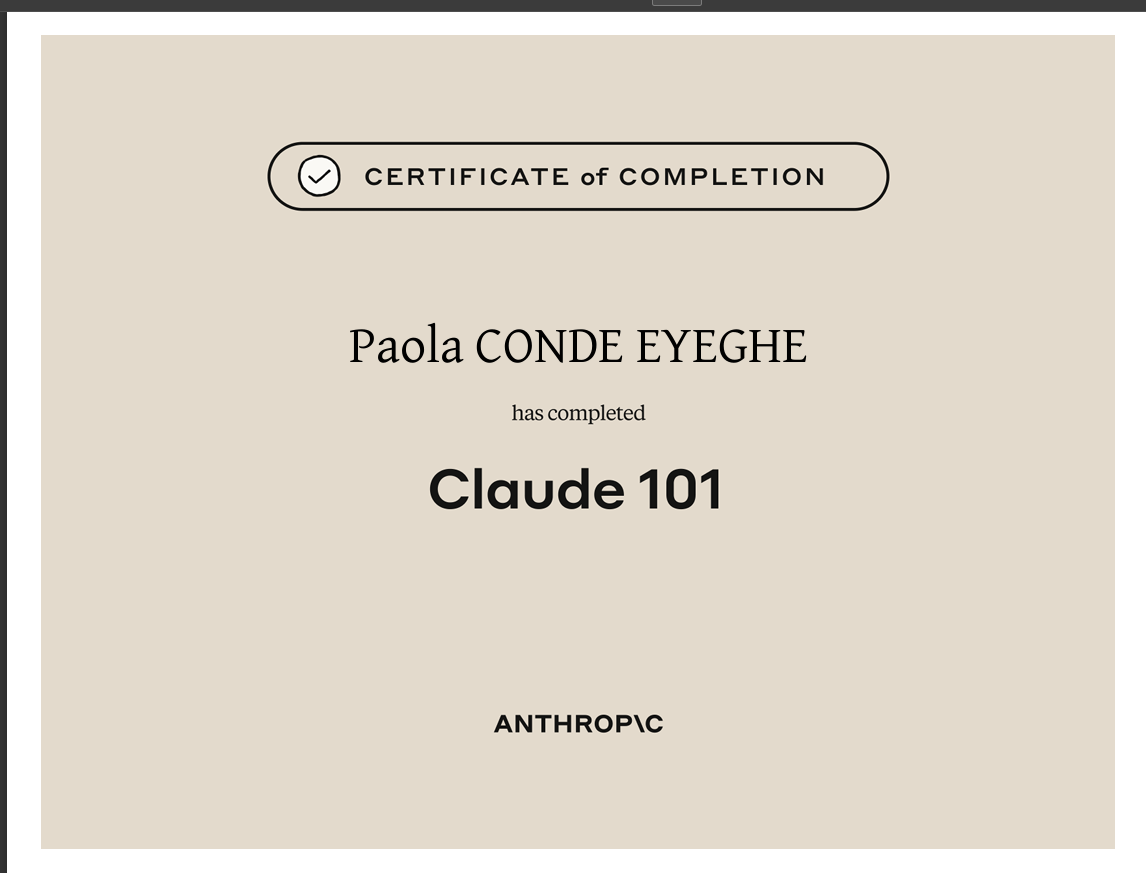 CERTIFICATE of COMPLETION
Paola CONDE EYEGHE
has completed
Claude 101
ANTHROP\C